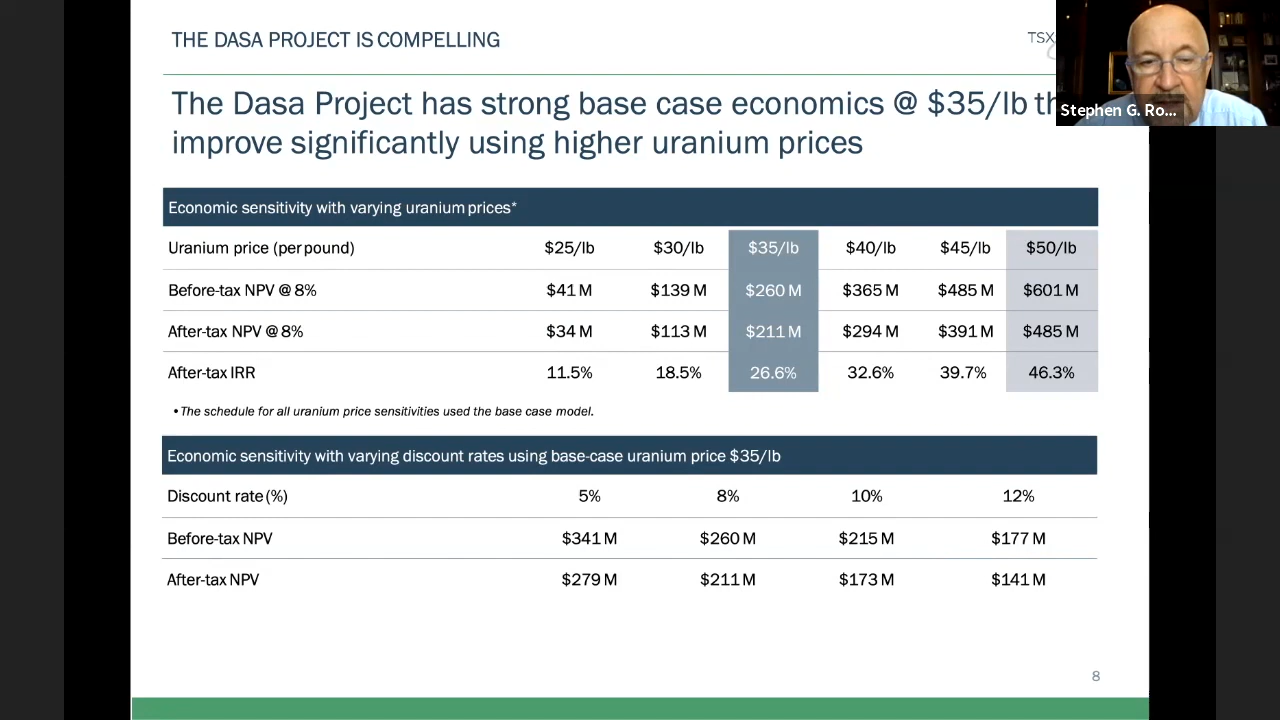 THE DASA PROJECT IS COMPELLING
TSX
Stephen G. Ro...
The Dasa Project has strong base case economics @ $35/lb
improve significantly using higher uranium prices
Economic sensitivity with varying uranium prices*
Uranium price (per pound) $25/lb $30/lb $35/lb $40/lb $45/lb $50/lb
Before-tax NPV @ 8% $41 M $139 M $260 M $365 M $485 M $601 M
After-tax NPV @ 8% $34 M $113 M $211 M $294 M $391 M $485 M
After-tax IRR 11.5% 18.5% 26.6% 32.6% 39.7% 46.3%
•The schedule for all uranium price sensitivities used the base case model.
Economic sensitivity with varying discount rates using base-case uranium price $35/lb
Discount rate (%) 5% 8% 10% 12%
Before-tax NPV $341 M $260 M $215 M $177 M
After-tax NPV $279 M $211 M $173 M $141 M
8